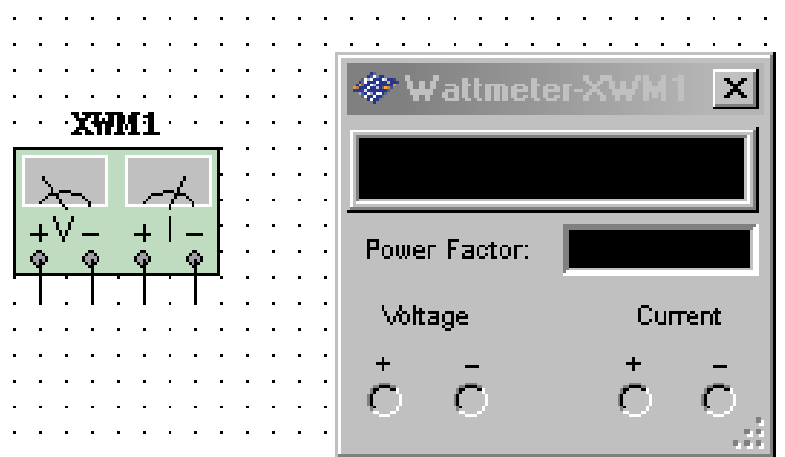 XWM1
+ V - + I -
Wattmeter-XWM1
Power Factor:
Voltage Current
+ - + -